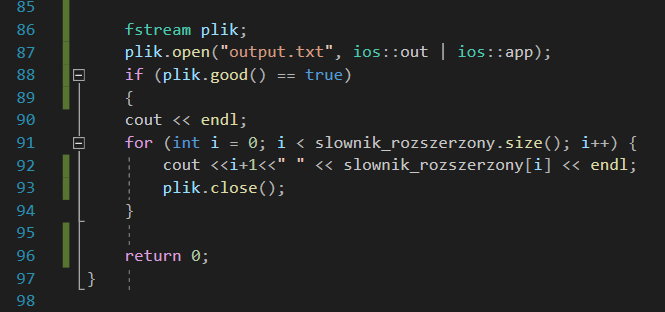 85
86 fstream plik;
87 plik.open("output.txt", ios::out | ios::app);
88 if (plik.good() == true)
89 {
90 cout << endl;
91 for (int i = 0; i < slownik_rozszerzony.size(); i++) {
92 cout <<i+1<<" " << slownik_rozszerzony[i] << endl;
93 plik.close();
94 }
95
96 return 0;
97 }
98